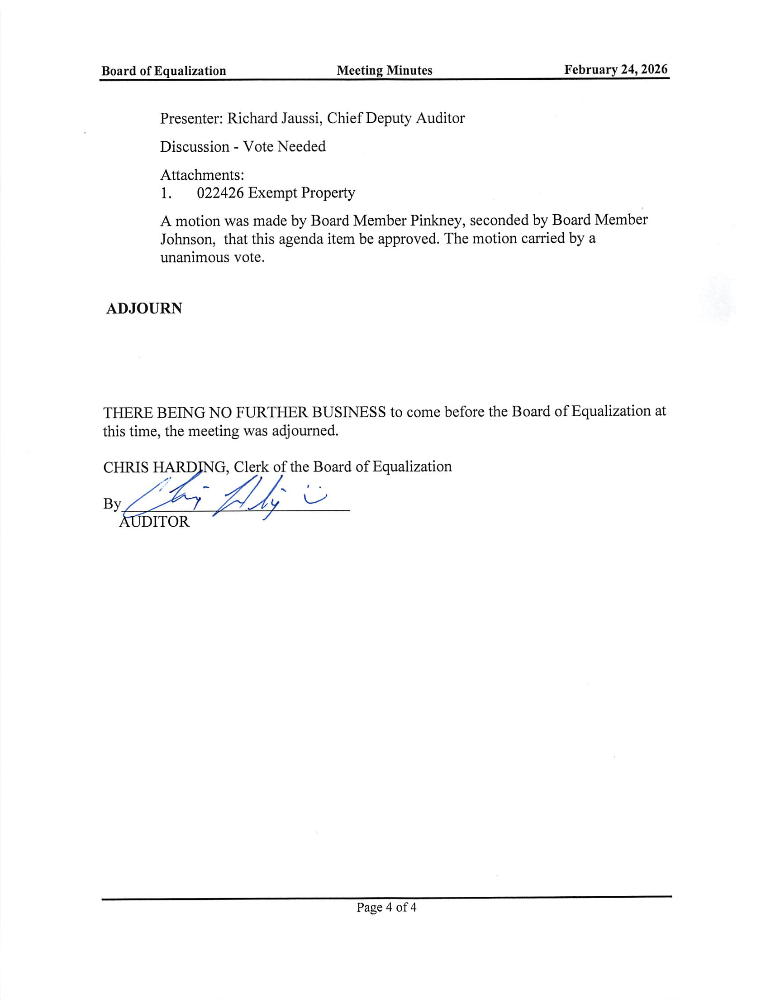 Board of Equalization Meeting Minutes February 24, 2026
Presenter: Richard Jaussi, Chief Deputy Auditor
Discussion - Vote Needed
Attachments:
1. 022426 Exempt Property
A motion was made by Board Member Pinkney, seconded by Board Member
Johnson, that this agenda item be approved. The motion carried by a
unanimous vote.
ADJOURN
THERE BEING NO FURTHER BUSINESS to come before the Board of Equalization at
this time, the meeting was adjourned.
CHRIS HARDING, Clerk of the Board of Equalization
By Chris Harding
AUDITOR
Page 4 of 4